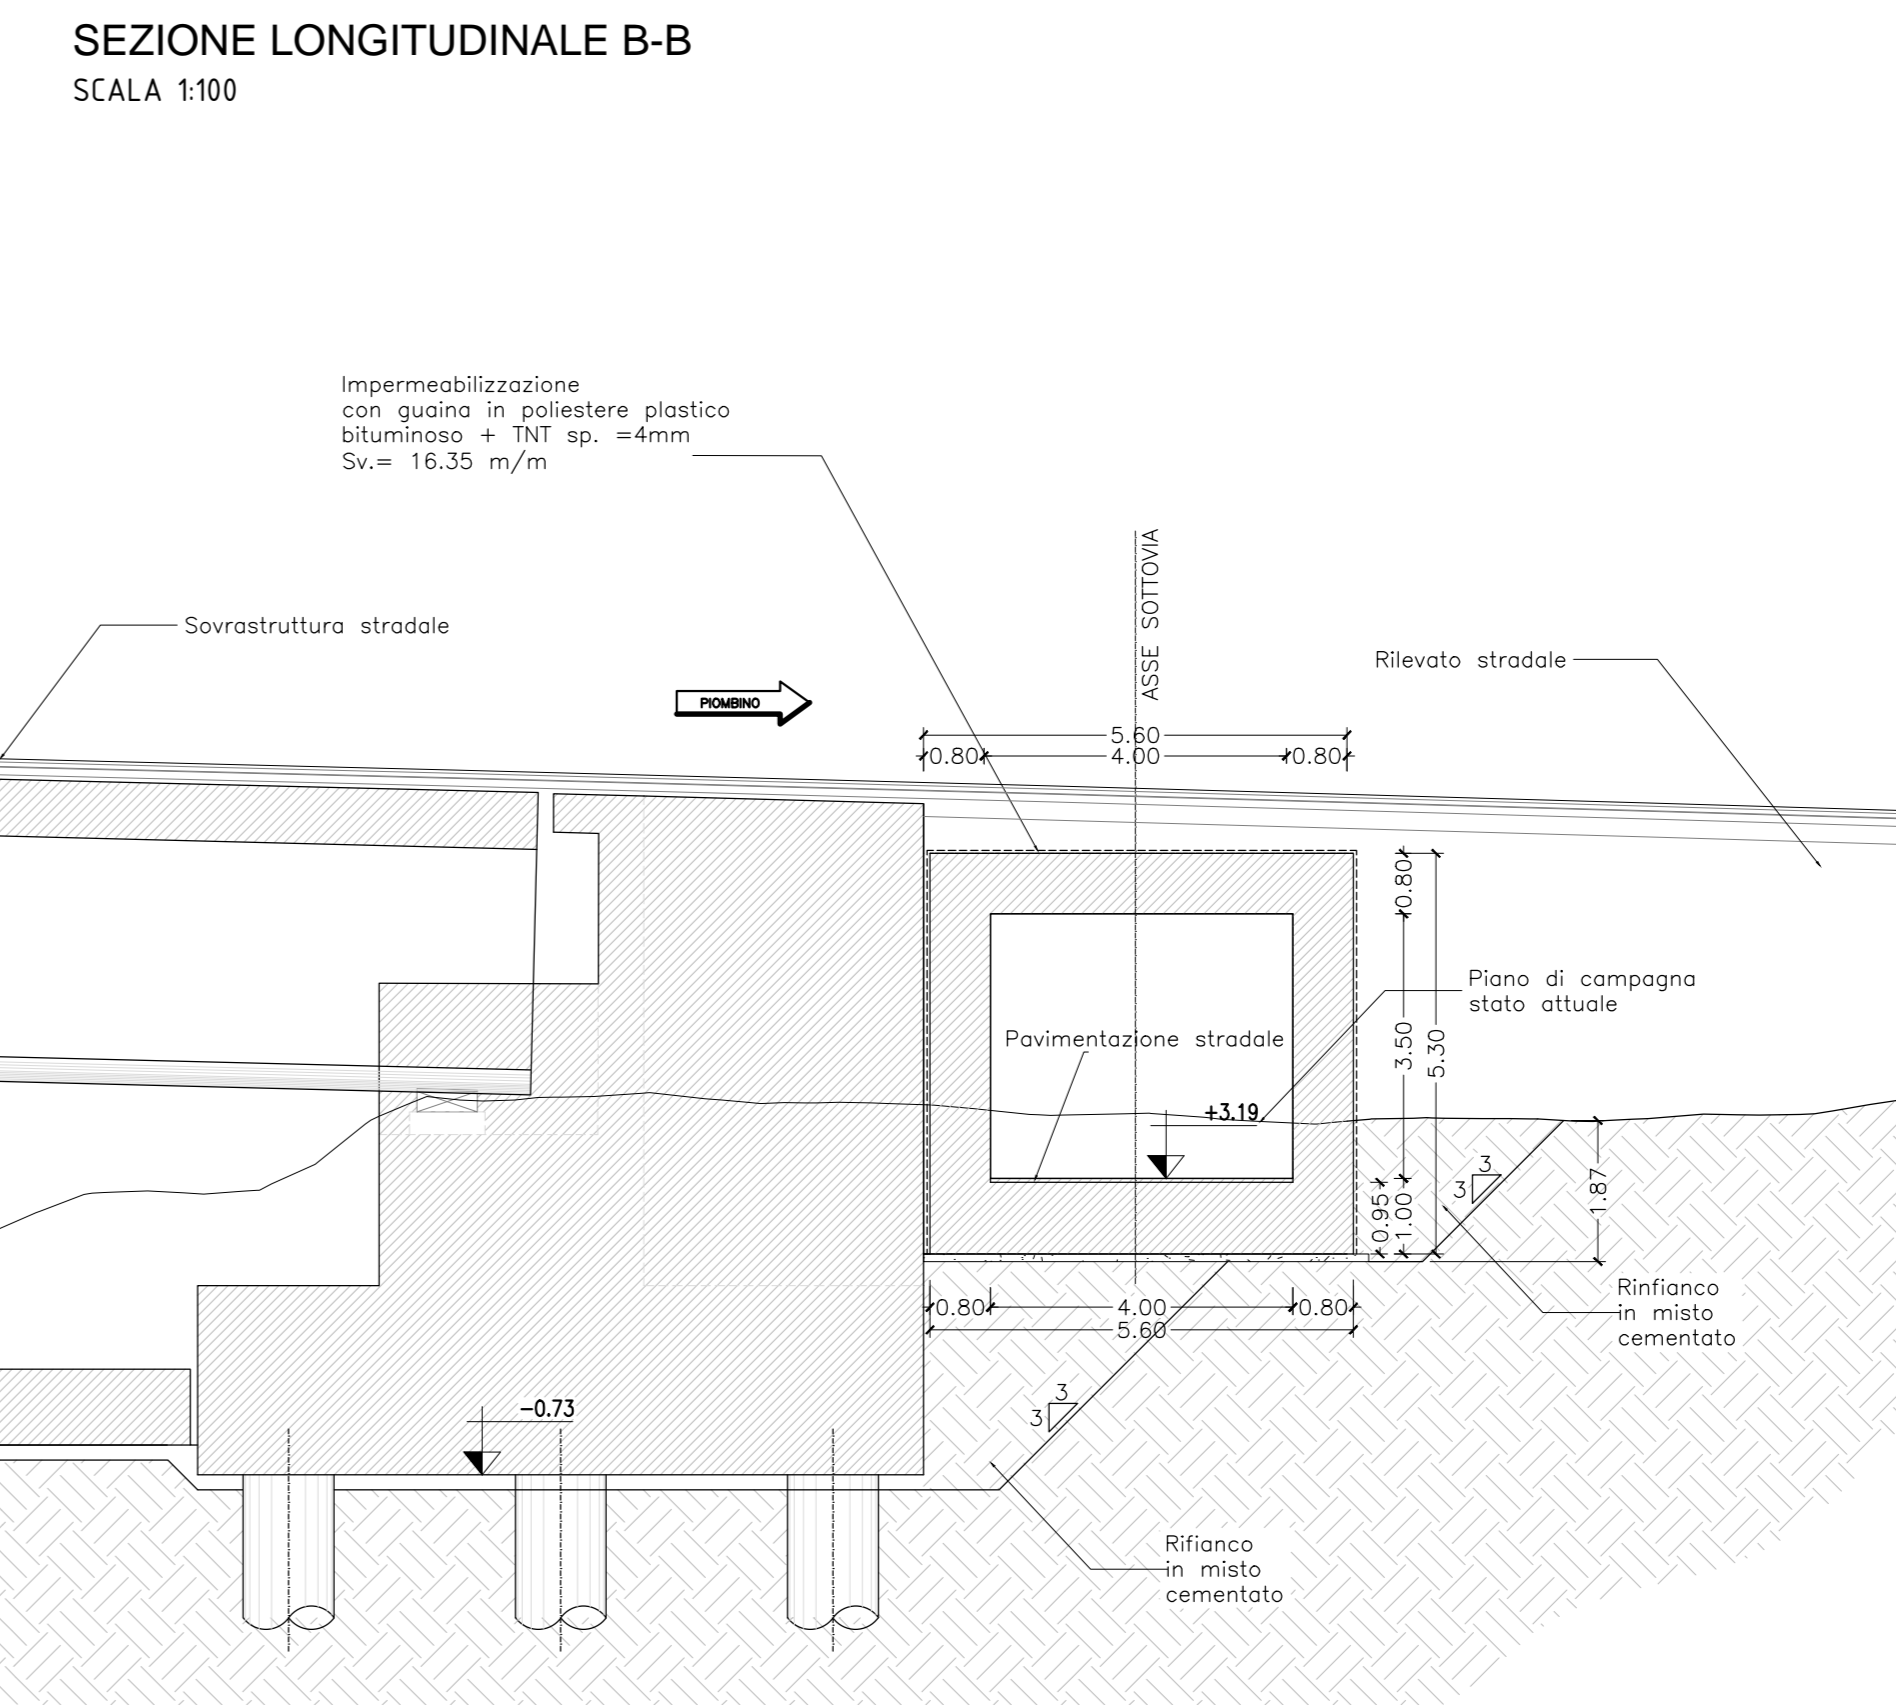 SEZIONE LONGITUDINALE B-B
SCALA 1:100
Impermeabilizzazione
con guaina in poliestere plastico
bituminoso + TNT sp. =4mm
Sv.= 16.35 m/m
ASSE SOTTOVIA
Sovrastruttura stradale
Rilevato stradale
PIOMBINO
5.60
0.80 4.00 0.80
0.80
Piano di campagna
stato attuale
Pavimentazione stradale
3.50
5.30
+3.19
3
3
1.87
0.95
1.00
Rinfianco
in misto
cementato
0.80 4.00 0.80
5.60
3
3
-0.73
Rifianco
in misto
cementato